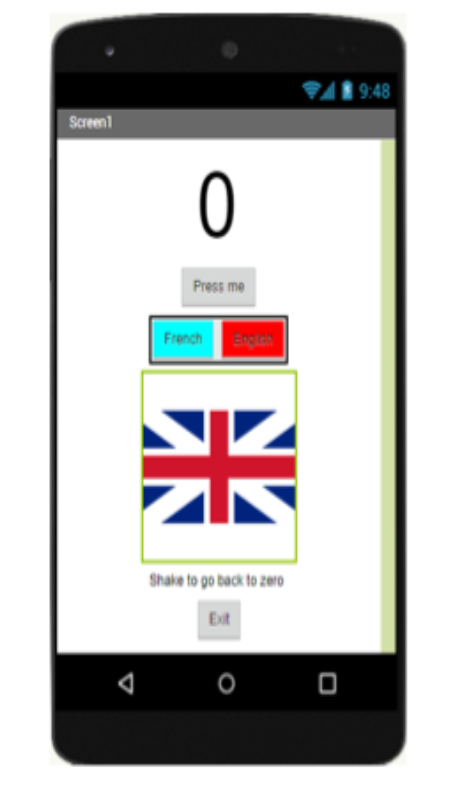 9:48
Screen1
0
Press me
French English
Shake to go back to zero
Exit